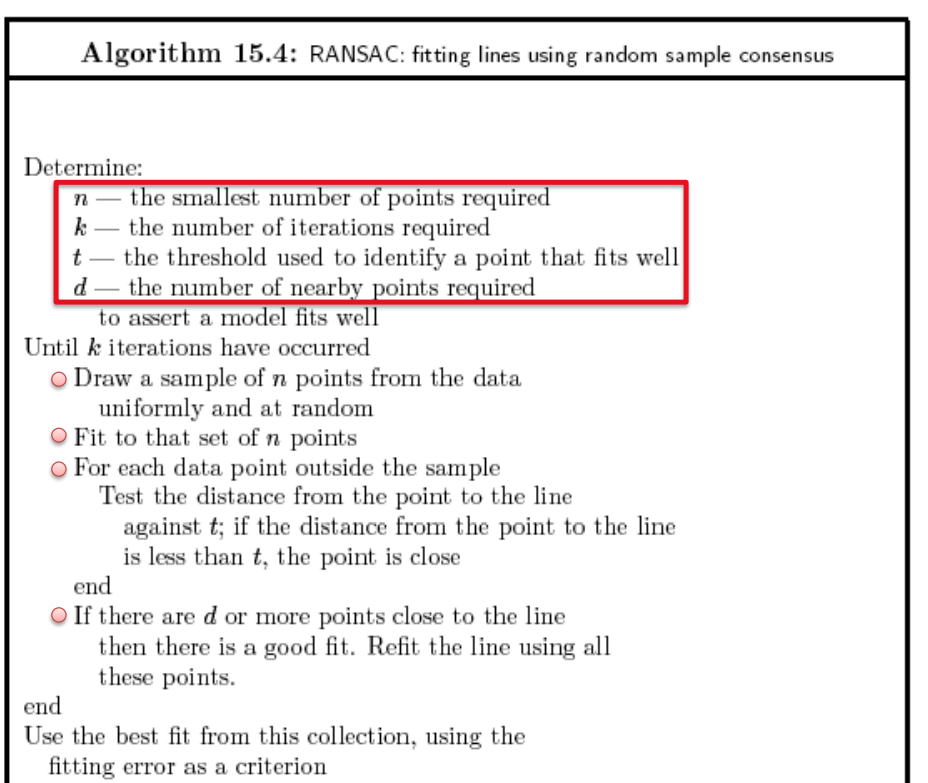 Algorithm 15.4: RANSAC: fitting lines using random sample consensus
Determine:
n — the smallest number of points required
k — the number of iterations required
t — the threshold used to identify a point that fits well
d — the number of nearby points required
to assert a model fits well
Until k iterations have occurred
Draw a sample of n points from the data
uniformly and at random
Fit to that set of n points
For each data point outside the sample
Test the distance from the point to the line
against t; if the distance from the point to the line
is less than t, the point is close
end
If there are d or more points close to the line
then there is a good fit. Refit the line using all
these points.
end
Use the best fit from this collection, using the
fitting error as a criterion